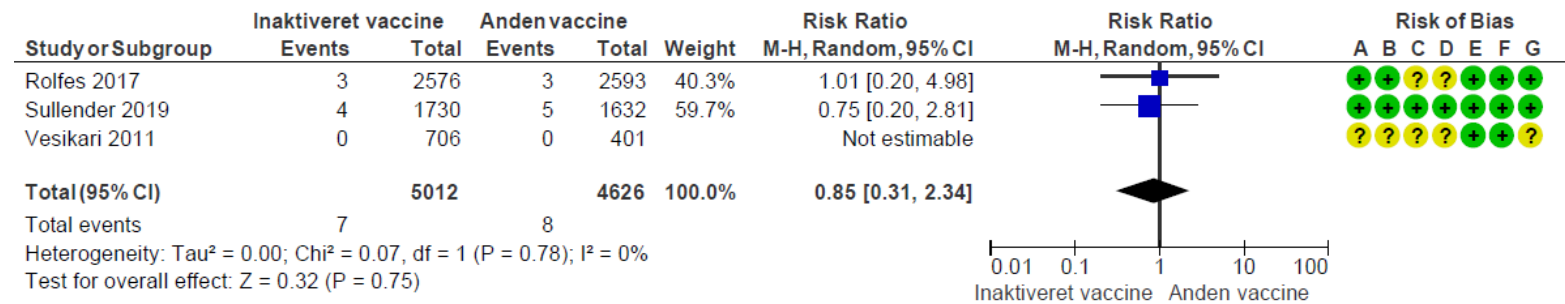 Inaktiveret vaccine Anden vaccine Risk Ratio Risk Ratio Risk of Bias
Study or Subgroup Events Total Events Total Weight M-H, Random, 95% CI M-H, Random, 95% CI A B C D E F G
Rolfes 2017 3 2576 3 2593 40.3% 1.01 [0.20, 4.98] + + ? ? + + +
Sullender 2019 4 1730 5 1632 59.7% 0.75 [0.20, 2.81] + + + + + + +
Vesikari 2011 0 706 0 401 Not estimable ? ? ? ? + + ?
Total (95% CI) 5012 4626 100.0% 0.85 [0.31, 2.34]
Total events 7 8
Heterogeneity: Tau² = 0.00; Chi² = 0.07, df = 1 (P = 0.78); I² = 0%
Test for overall effect: Z = 0.32 (P = 0.75)
0.01 0.1 1 10 100
Inaktiveret vaccine Anden vaccine